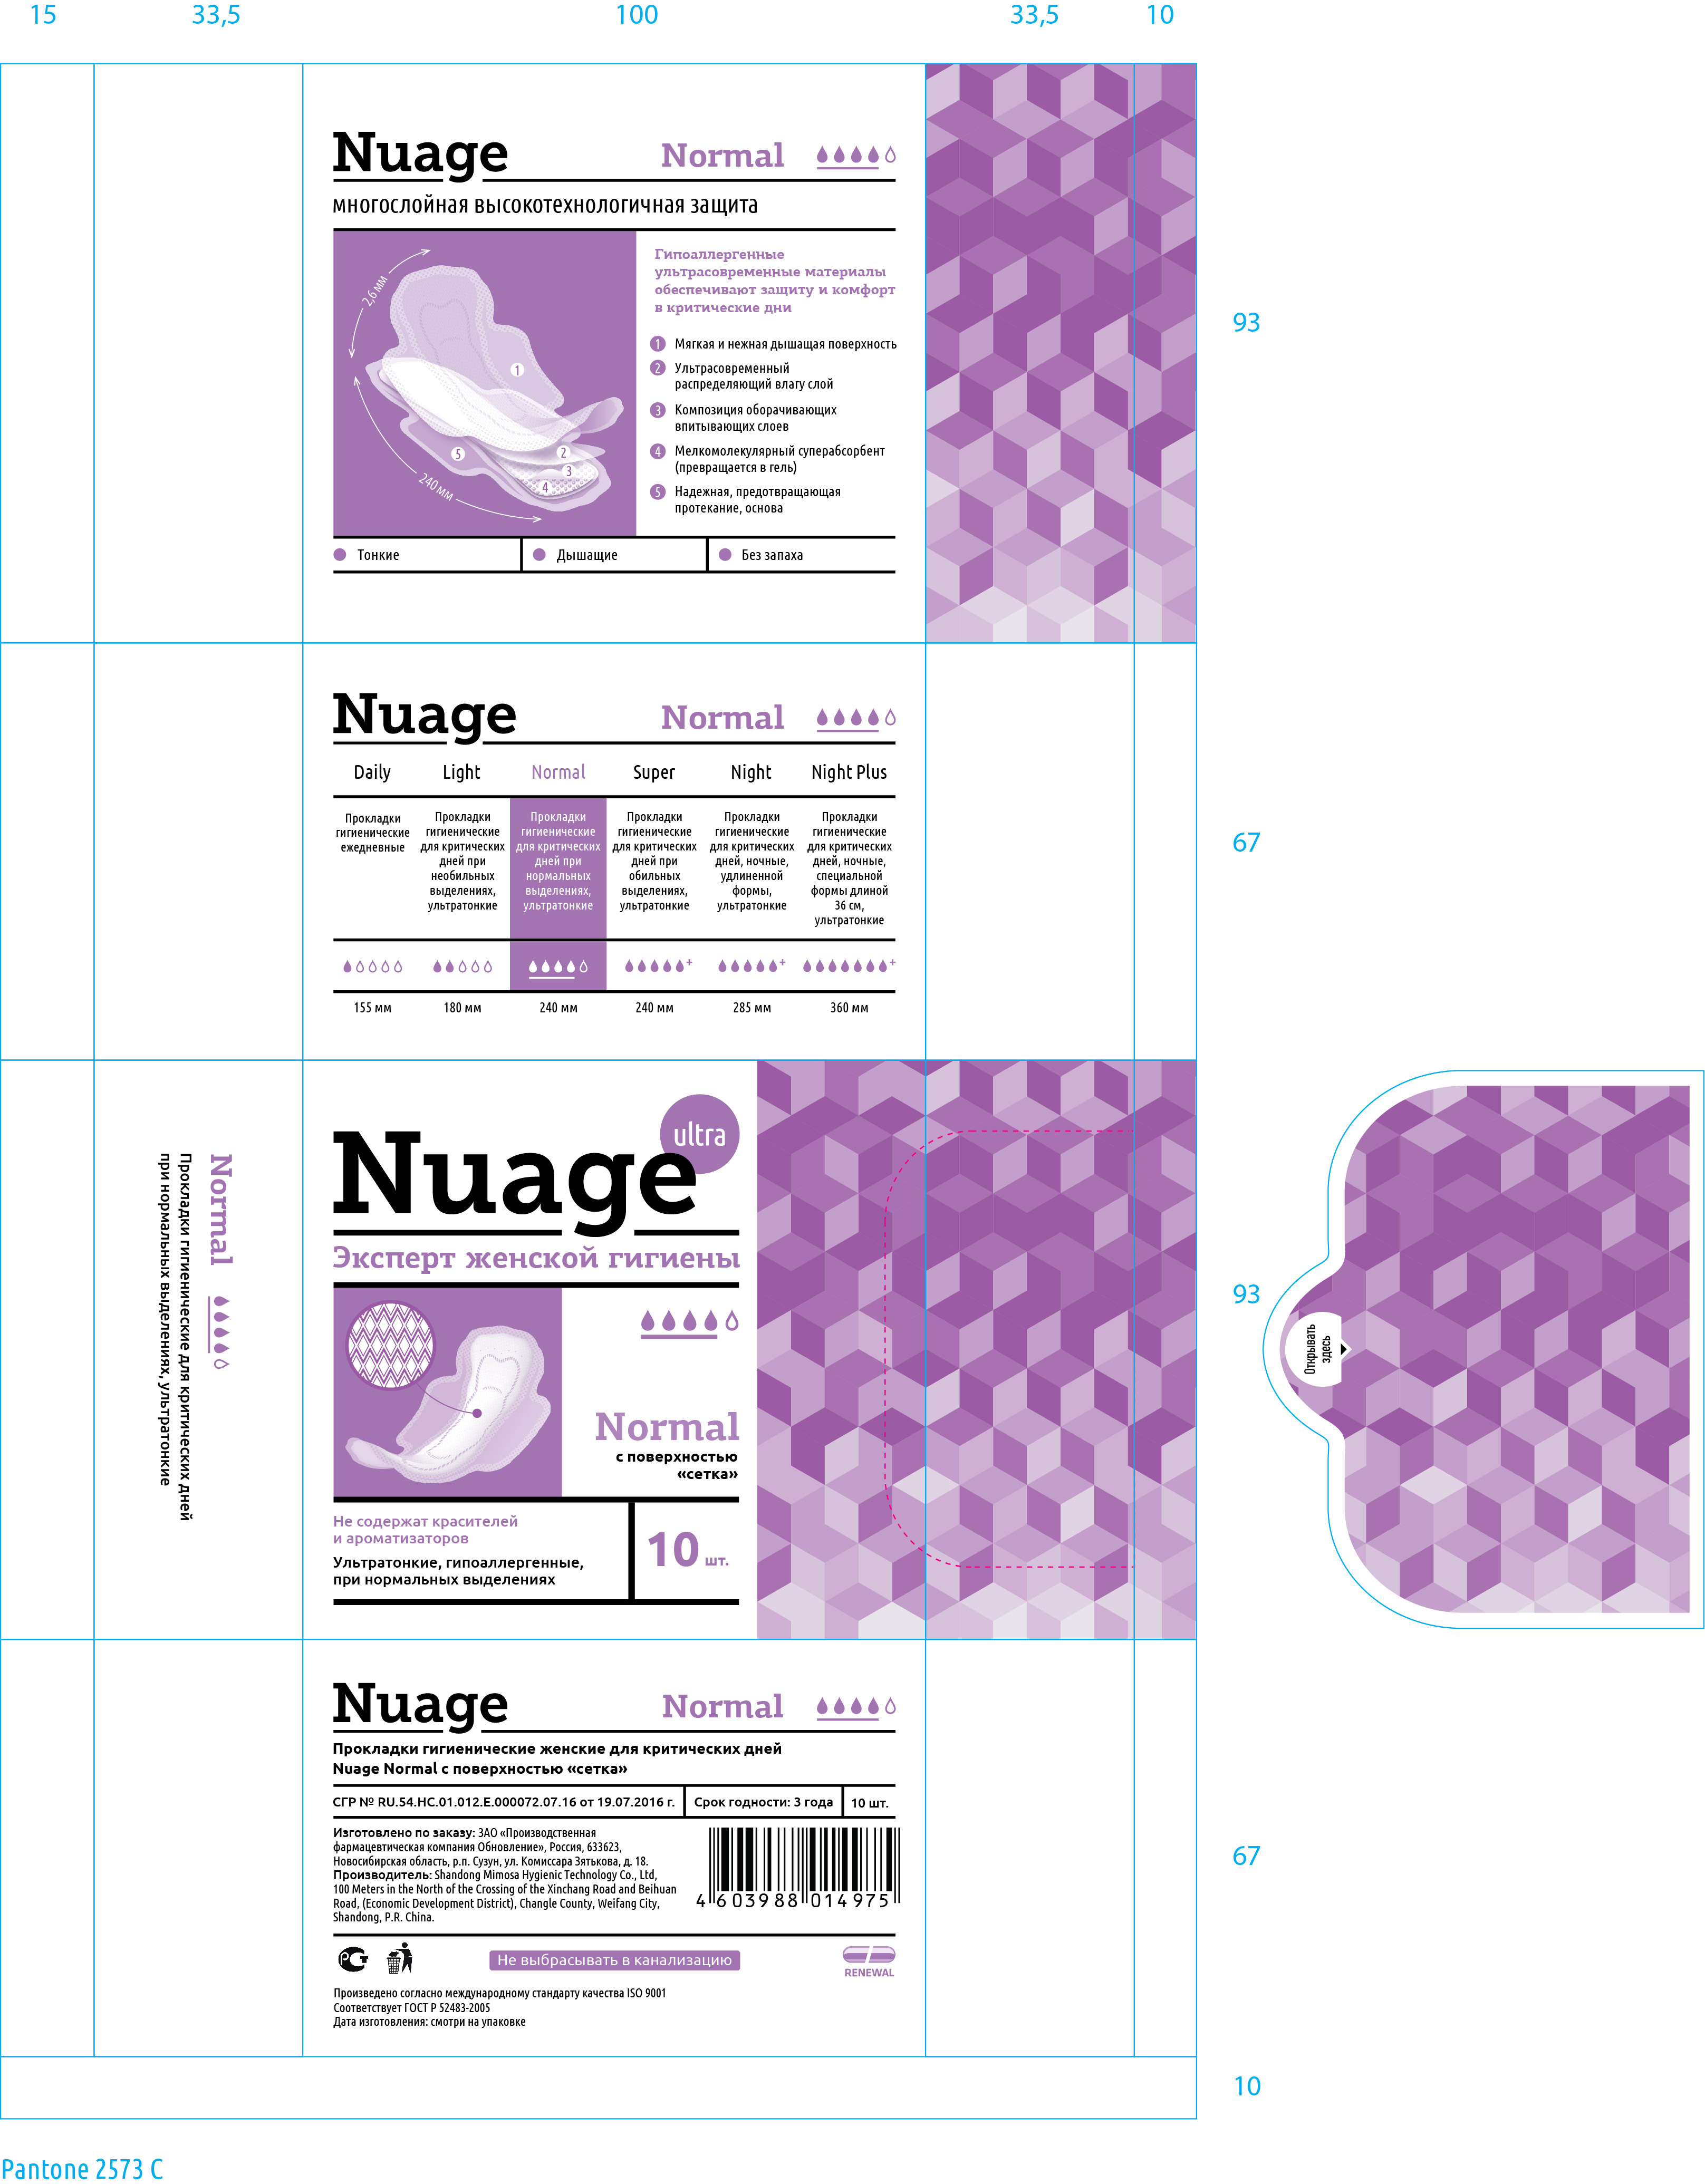 15
33,5
100
33,5
10
Nuage
Normal
многослойная высокотехнологичная защита
2,6 мм
240 мм
1
2
3
4
5
Гипоаллергенные
ультрасовременные материалы
обеспечивают защиту и комфорт
в критические дни
1 Мягкая и нежная дышащая поверхность
2 Ультрасовременный
распределяющий влагу слой
3 Композиция оборачивающих
впитывающих слоев
4 Мелкомолекулярный суперабсорбент
(превращается в гель)
5 Надежная, предотвращающая
протекание, основа
Тонкие
Дышащие
Без запаха
93
Nuage
Normal
Daily
Light
Normal
Super
Night
Night Plus
Прокладки
гигиенические
ежедневные
Прокладки
гигиенические
для критических
дней при
необильных
выделениях,
ультратонкие
Прокладки
гигиенические
для критических
дней при
нормальных
выделениях,
ультратонкие
Прокладки
гигиенические
для критических
дней при
обильных
выделениях,
ультратонкие
Прокладки
гигиенические
для критических
дней, ночные,
удлиненной
формы,
ультратонкие
Прокладки
гигиенические
для критических
дней, ночные,
специальной
формы длиной
36 см,
ультратонкие
+
+
+
155 мм
180 мм
240 мм
240 мм
285 мм
360 мм
67
Normal
Прокладки гигиенические для критических дней
при нормальных выделениях, ультратонкие
ultra
Nuage
Эксперт женской гигиены
Normal
с поверхностью
«сетка»
Не содержат красителей
и ароматизаторов
Ультратонкие, гипоаллергенные,
при нормальных выделениях
10 шт.
93
Открывать
здесь
Nuage
Normal
Прокладки гигиенические женские для критических дней
Nuage Normal с поверхностью «сетка»
СГР № RU.54.НС.01.012.Е.000072.07.16 от 19.07.2016 г.
Срок годности: 3 года
10 шт.
Изготовлено по заказу: ЗАО «Производственная
фармацевтическая компания Обновление», Россия, 633623,
Новосибирская область, р.п. Сузун, ул. Комиссара Зятькова, д. 18.
Производитель: Shandong Mimosa Hygienic Technology Co., Ltd,
100 Meters in the North of the Crossing of the Xinchang Road and Beihuan
Road, (Economic Development District), Changle County, Weifang City,
Shandong, P.R. China.
4 603988 014975
РСТ
Не выбрасывать в канализацию
RENEWAL
Произведено согласно международному стандарту качества ISO 9001
Соответствует ГОСТ Р 52483-2005
Дата изготовления: смотри на упаковке
67
10
Pantone 2573 C